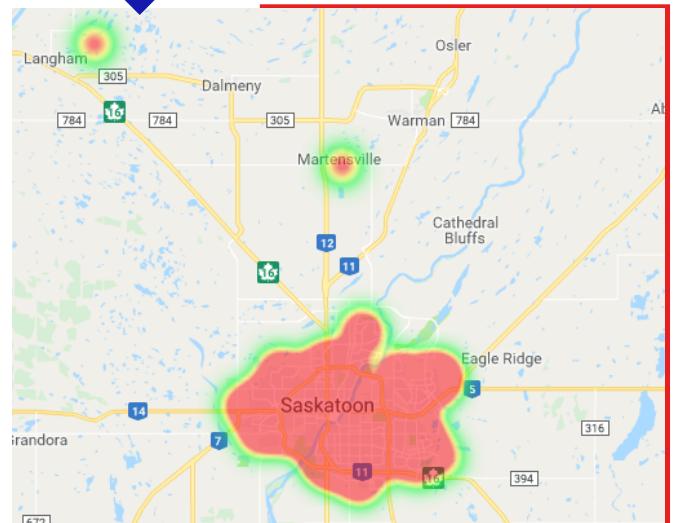 Osler
Langham
305
Dalmeny
16
784
784
305
Warman
784
Martensville
Cathedral
Bluffs
12
11
16
Eagle Ridge
5
Saskatoon
14
316
7
11
16
394